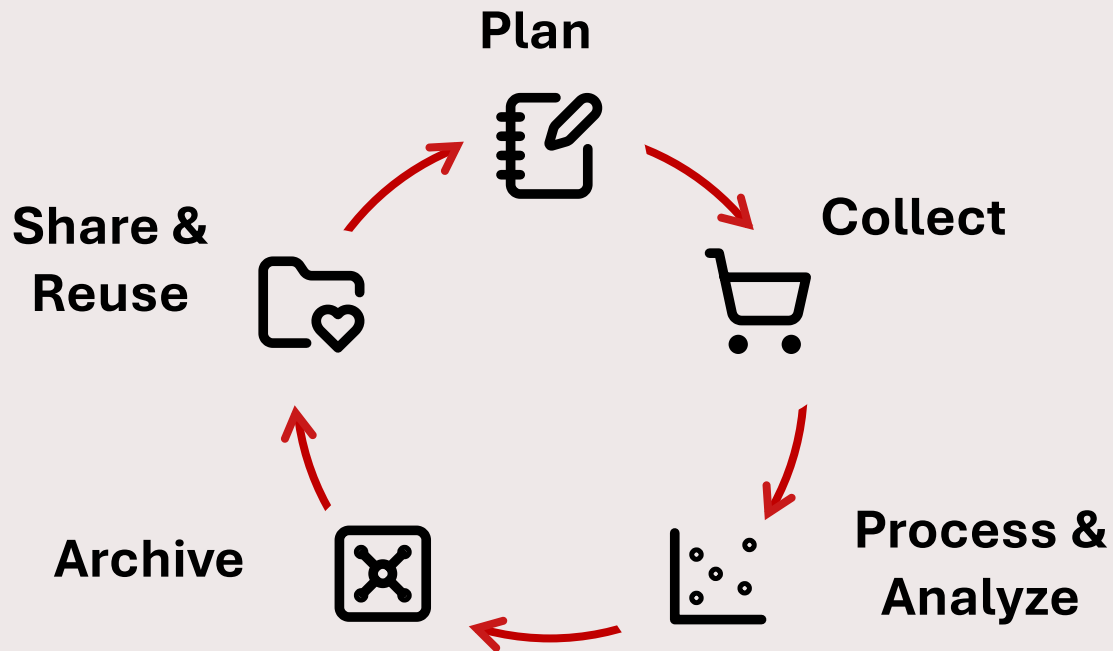 Plan
Collect
Process &
Analyze
Archive
Share &
Reuse